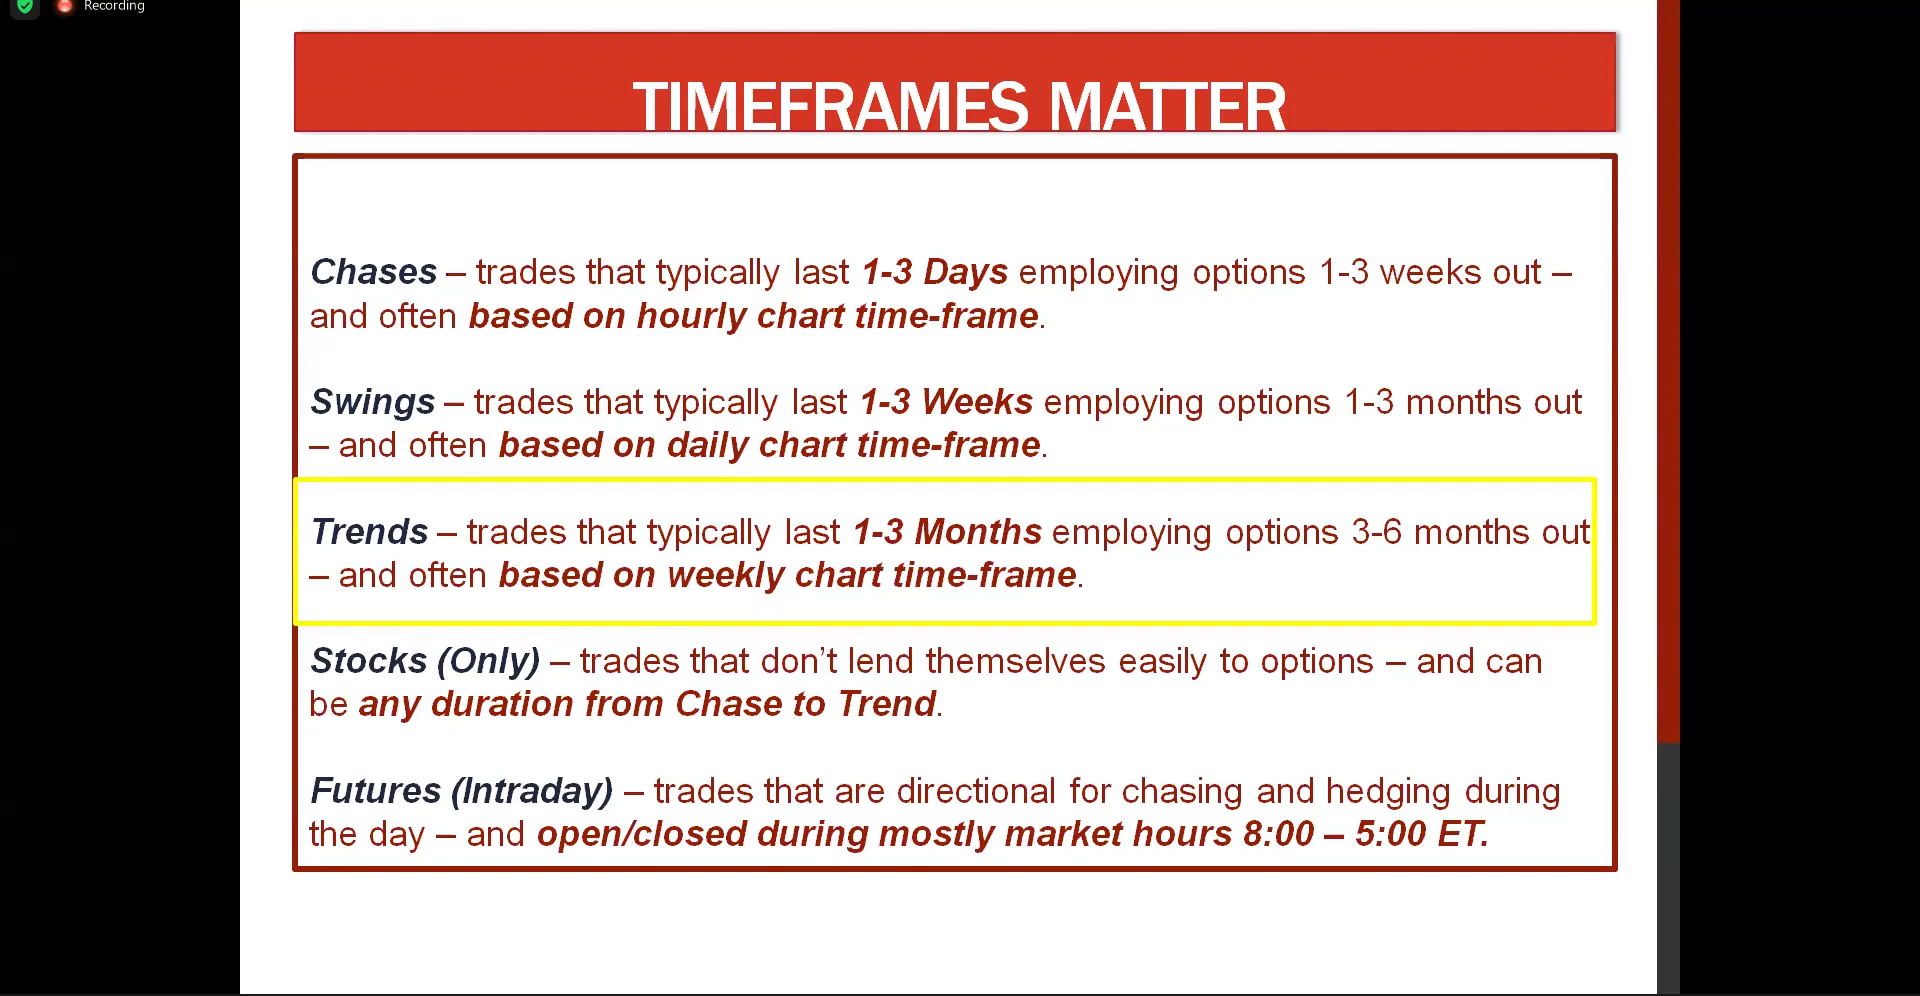 Recording
TIMEFRAMES MATTER
Chases – trades that typically last 1-3 Days employing options 1-3 weeks out –
and often based on hourly chart time-frame.
Swings – trades that typically last 1-3 Weeks employing options 1-3 months out
– and often based on daily chart time-frame.
Trends – trades that typically last 1-3 Months employing options 3-6 months out
– and often based on weekly chart time-frame.
Stocks (Only) – trades that don’t lend themselves easily to options – and can
be any duration from Chase to Trend.
Futures (Intraday) – trades that are directional for chasing and hedging during
the day – and open/closed during mostly market hours 8:00 – 5:00 ET.